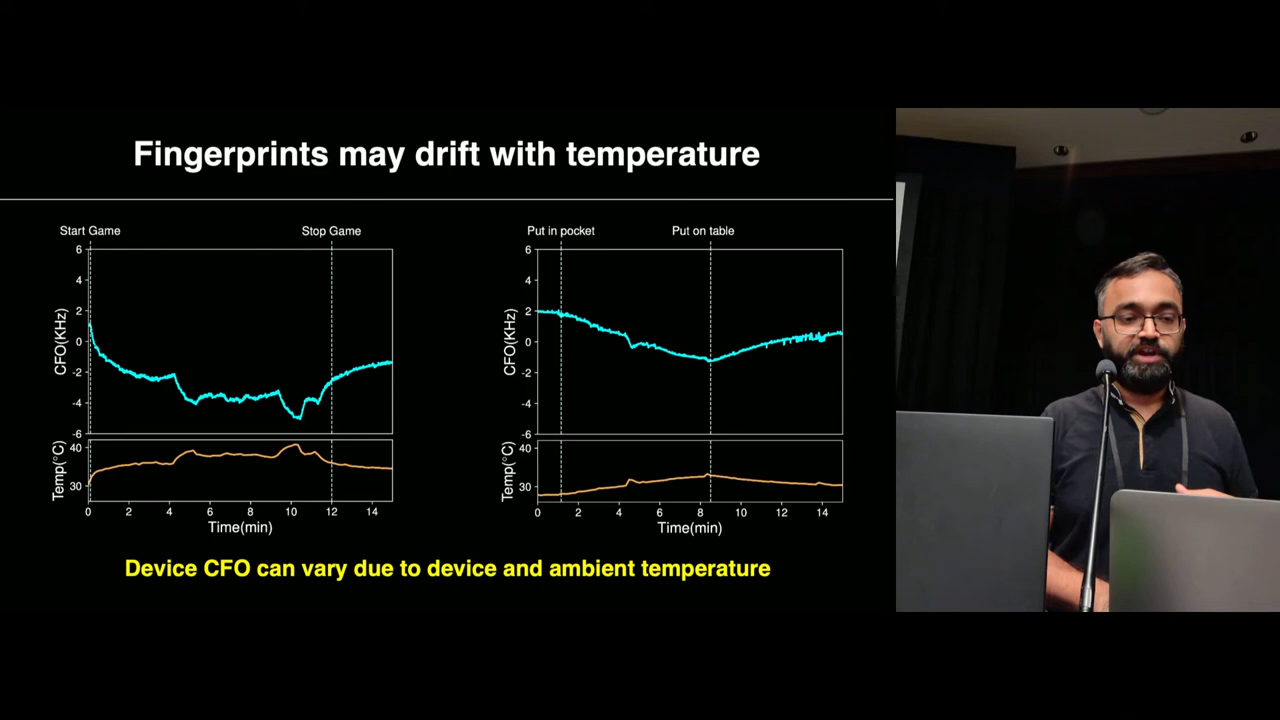 Fingerprints may drift with temperature
Start Game
Stop Game
6
4
2
0
-2
-4
-6
CFO(KHz)
40
30
Temp(°C)
0 2 4 6 8 10 12 14
Time(min)
Put in pocket
Put on table
6
4
2
0
-2
-4
-6
CFO(KHz)
40
30
Temp(°C)
0 2 4 6 8 10 12 14
Time(min)
Device CFO can vary due to device and ambient temperature